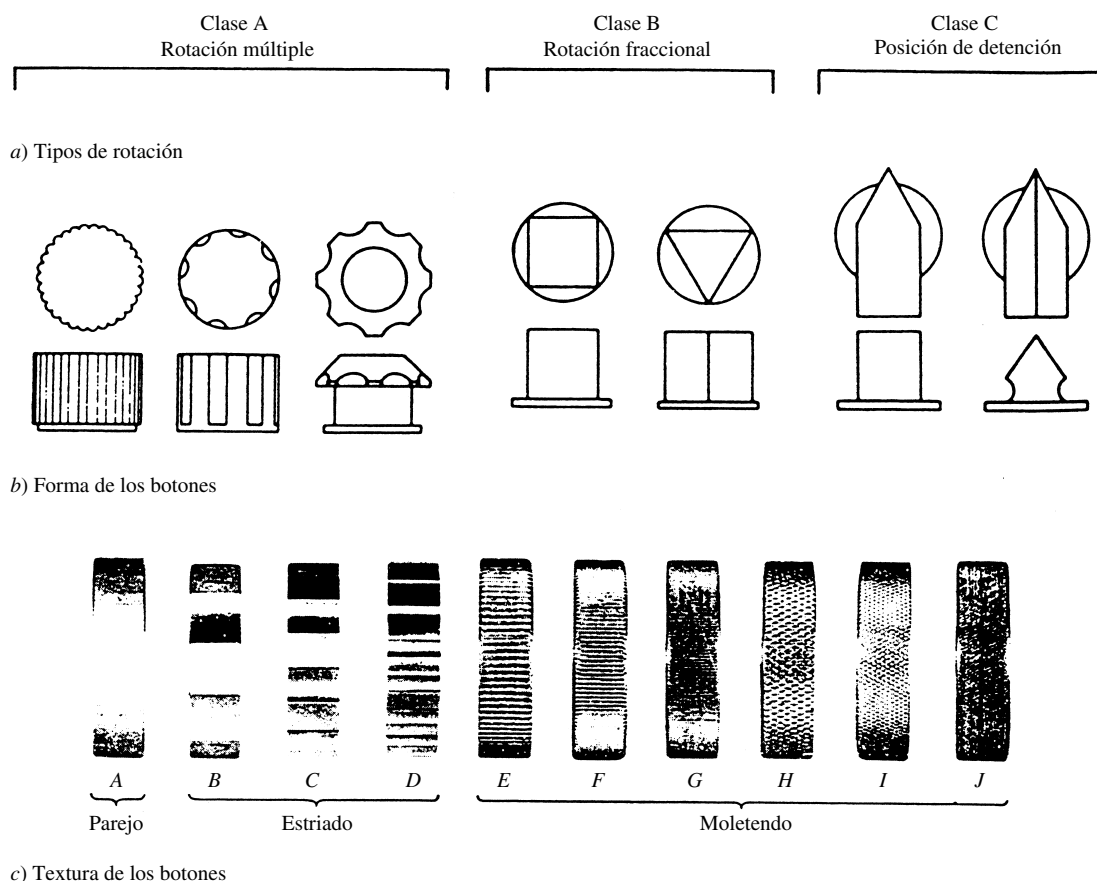 Clase A
Rotación múltiple
Clase B
Rotación fraccional
Clase C
Posición de detención
a) Tipos de rotación
b) Forma de los botones
A B C D E F G H I J
Parejo Estriado Moletendo
c) Textura de los botones